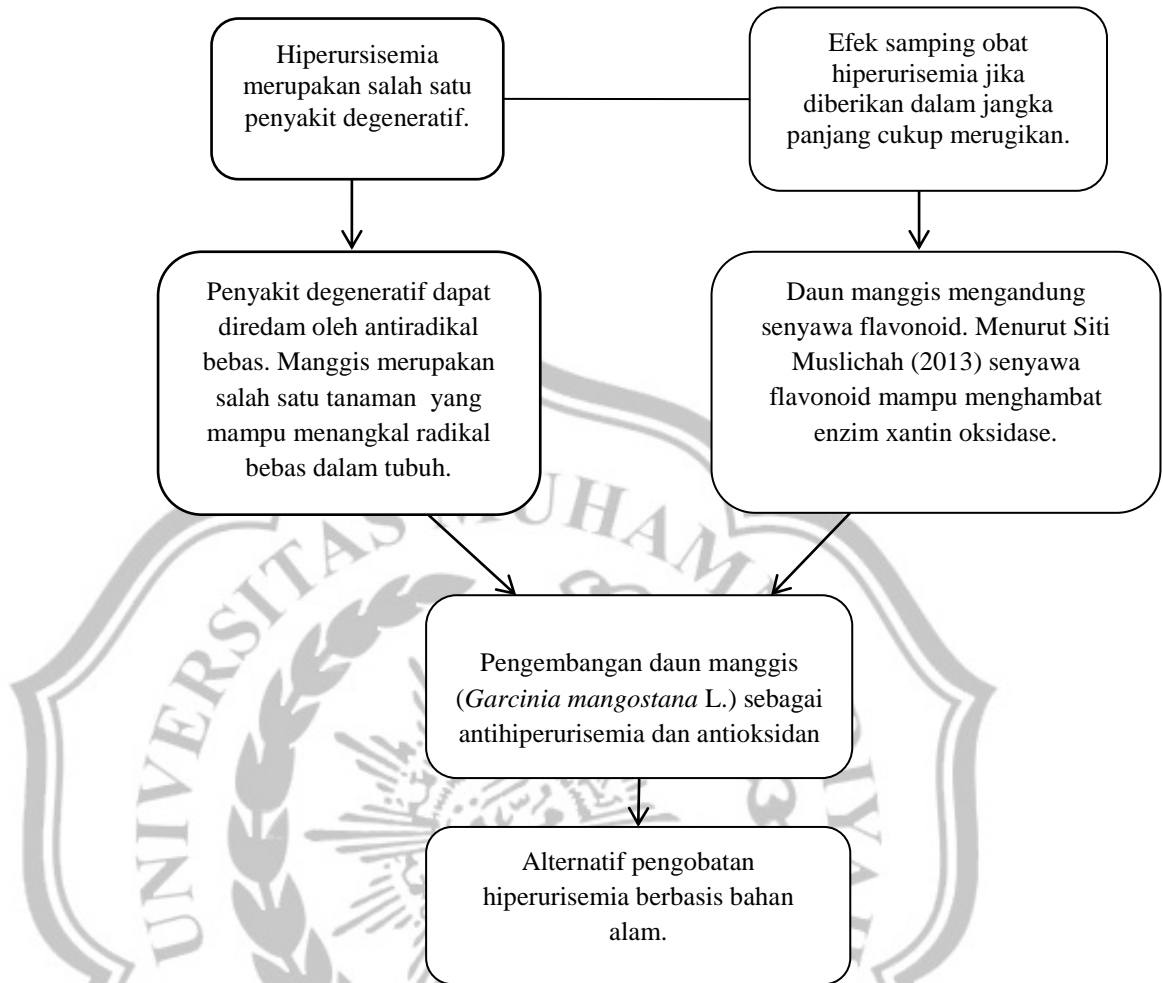 Hiperursisemia
merupakan salah satu
penyakit degeneratif.
Efek samping obat
hiperurisemia jika
diberikan dalam jangka
panjang cukup merugikan.
Penyakit degeneratif dapat
diredam oleh antiradikal
bebas. Manggis merupakan
salah satu tanaman yang
mampu menangkal radikal
bebas dalam tubuh.
Daun manggis mengandung
senyawa flavonoid. Menurut Siti
Muslichah (2013) senyawa
flavonoid mampu menghambat
enzim xantin oksidase.
Pengembangan daun manggis
(Garcinia mangostana L.) sebagai
antihiperurisemia dan antioksidan
Alternatif pengobatan
hiperurisemia berbasis bahan
alam.
UNIVERSITAS MUHAM